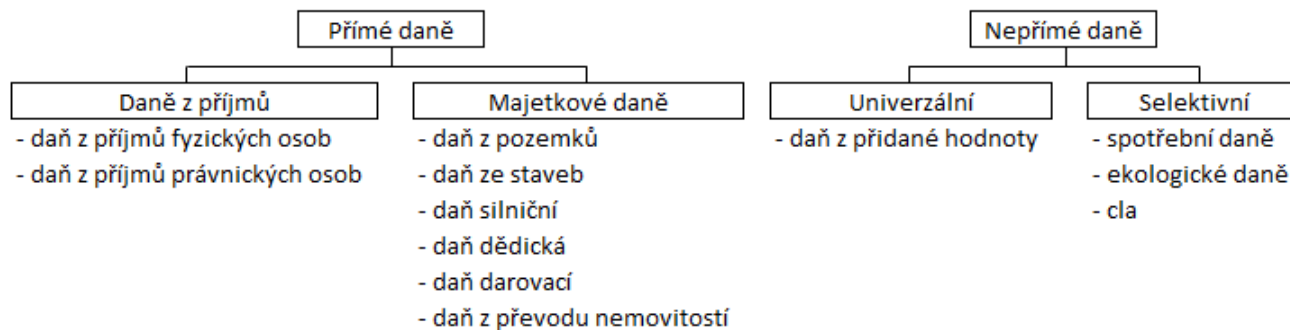 Přímé daně
Nepřímé daně
Daně z příjmů
- daň z příjmů fyzických osob
- daň z příjmů právnických osob
Majetkové daně
- daň z pozemků
- daň ze staveb
- daň silniční
- daň dědická
- daň darovací
- daň z převodu nemovitostí
Univerzální
- daň z přidané hodnoty
Selektivní
- spotřební daně
- ekologické daně
- cla